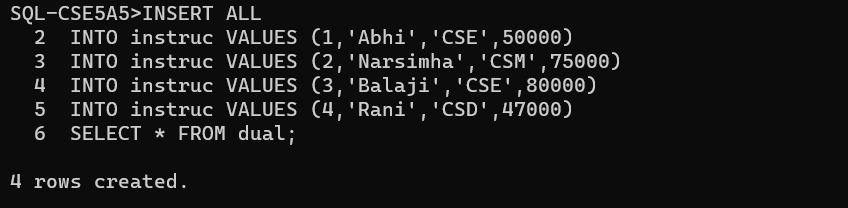 SQL-CSE5A5>INSERT ALL
  2  INTO instruc VALUES (1,'Abhi','CSE',50000)
  3  INTO instruc VALUES (2,'Narsimha','CSM',75000)
  4  INTO instruc VALUES (3,'Balaji','CSE',80000)
  5  INTO instruc VALUES (4,'Rani','CSD',47000)
  6  SELECT * FROM dual;
4 rows created.